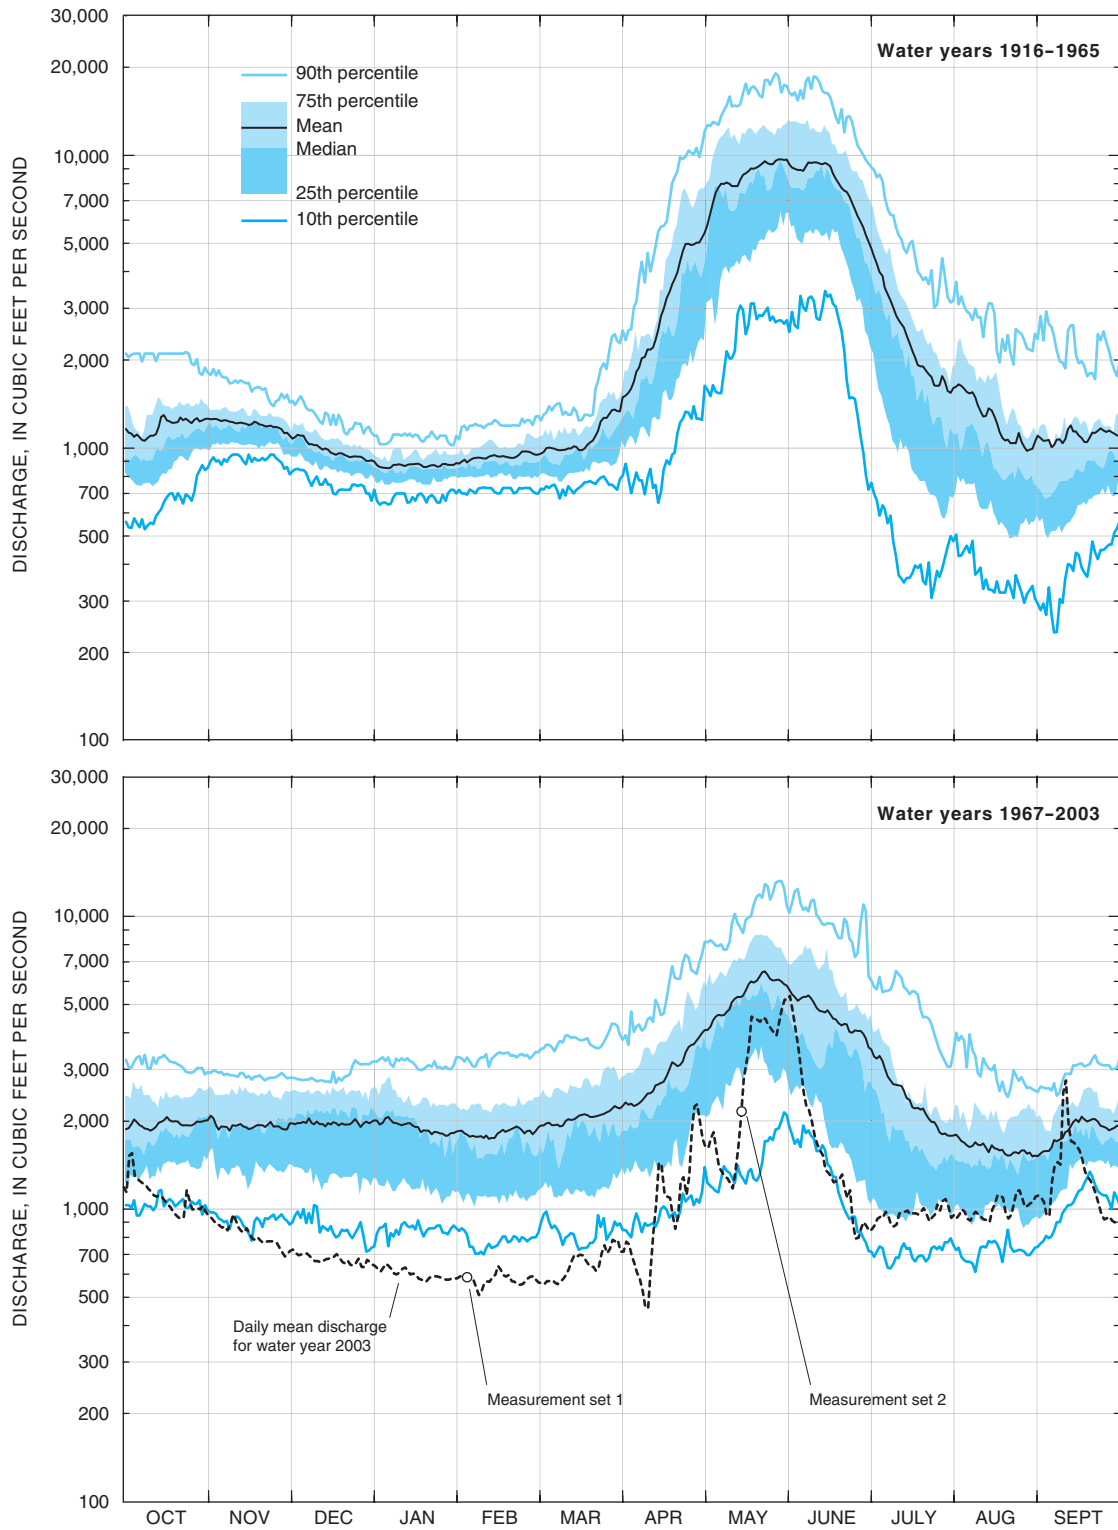 DISCHARGE, IN CUBIC FEET PER SECOND
30,000
20,000
10,000
7,000
5,000
3,000
2,000
1,000
700
500
300
200
100
Water years 1916–1965
90th percentile
75th percentile
Mean
Median
25th percentile
10th percentile
DISCHARGE, IN CUBIC FEET PER SECOND
30,000
20,000
10,000
7,000
5,000
3,000
2,000
1,000
700
500
300
200
100
Water years 1967–2003
Daily mean discharge
for water year 2003
Measurement set 1
Measurement set 2
OCT NOV DEC JAN FEB MAR APR MAY JUNE JULY AUG SEPT